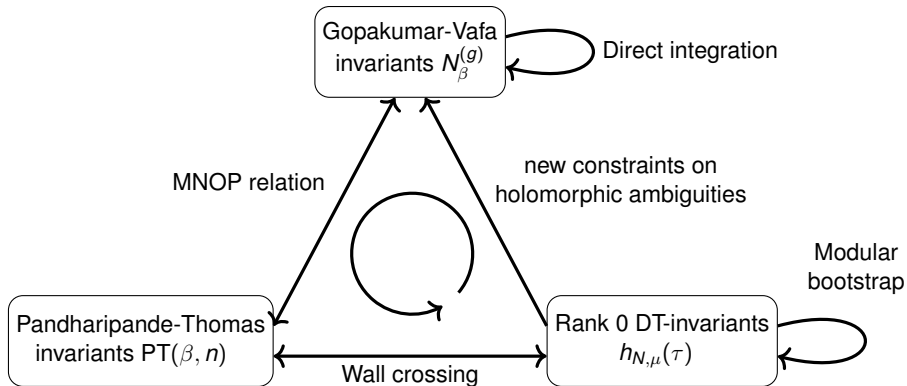 Gopakumar-Vafa
invariants $N_\beta^{(g)}$
Direct integration
MNOP relation
new constraints on
holomorphic ambiguities
Modular
bootstrap
Pandharipande-Thomas
invariants PT$(\beta, n)$
Rank 0 DT-invariants
$h_{N,\mu}(\tau)$
Wall crossing